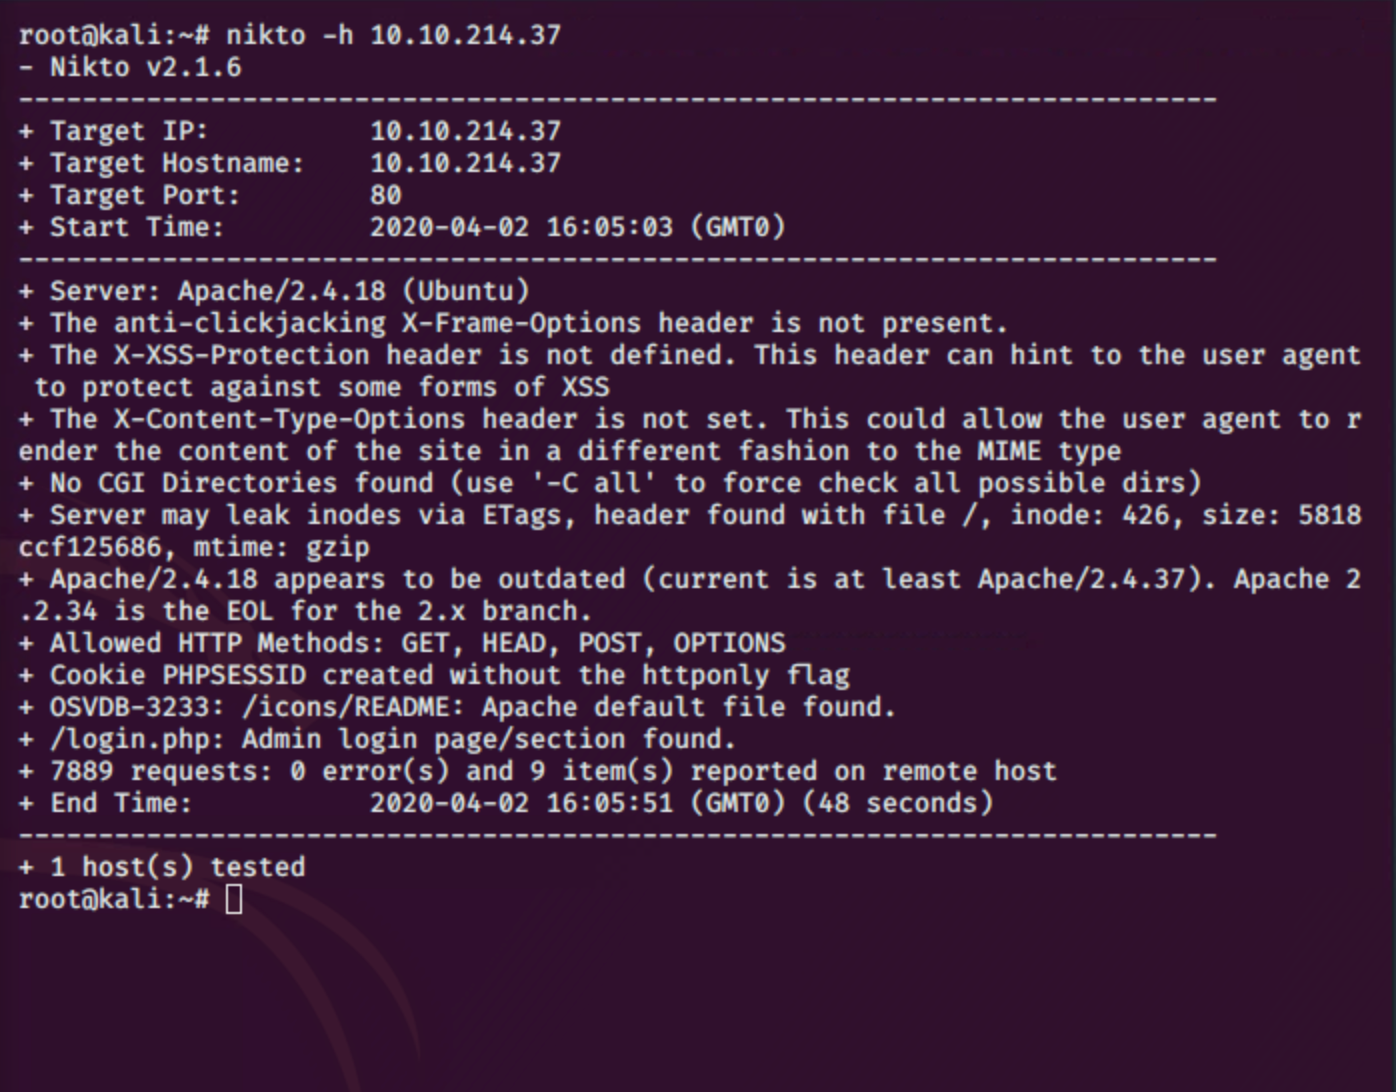 root@kali:~# nikto -h 10.10.214.37
- Nikto v2.1.6
---------------------------------------------------------------------------
+ Target IP:          10.10.214.37
+ Target Hostname:    10.10.214.37
+ Target Port:        80
+ Start Time:         2020-04-02 16:05:03 (GMT0)
---------------------------------------------------------------------------
+ Server: Apache/2.4.18 (Ubuntu)
+ The anti-clickjacking X-Frame-Options header is not present.
+ The X-XSS-Protection header is not defined. This header can hint to the user agent
 to protect against some forms of XSS
+ The X-Content-Type-Options header is not set. This could allow the user agent to r
ender the content of the site in a different fashion to the MIME type
+ No CGI Directories found (use '-C all' to force check all possible dirs)
+ Server may leak inodes via ETags, header found with file /, inode: 426, size: 5818
ccf125686, mtime: gzip
+ Apache/2.4.18 appears to be outdated (current is at least Apache/2.4.37). Apache 2
.2.34 is the EOL for the 2.x branch.
+ Allowed HTTP Methods: GET, HEAD, POST, OPTIONS
+ Cookie PHPSESSID created without the httponly flag
+ OSVDB-3233: /icons/README: Apache default file found.
+ /login.php: Admin login page/section found.
+ 7889 requests: 0 error(s) and 9 item(s) reported on remote host
+ End Time:           2020-04-02 16:05:51 (GMT0) (48 seconds)
---------------------------------------------------------------------------
+ 1 host(s) tested
root@kali:~#